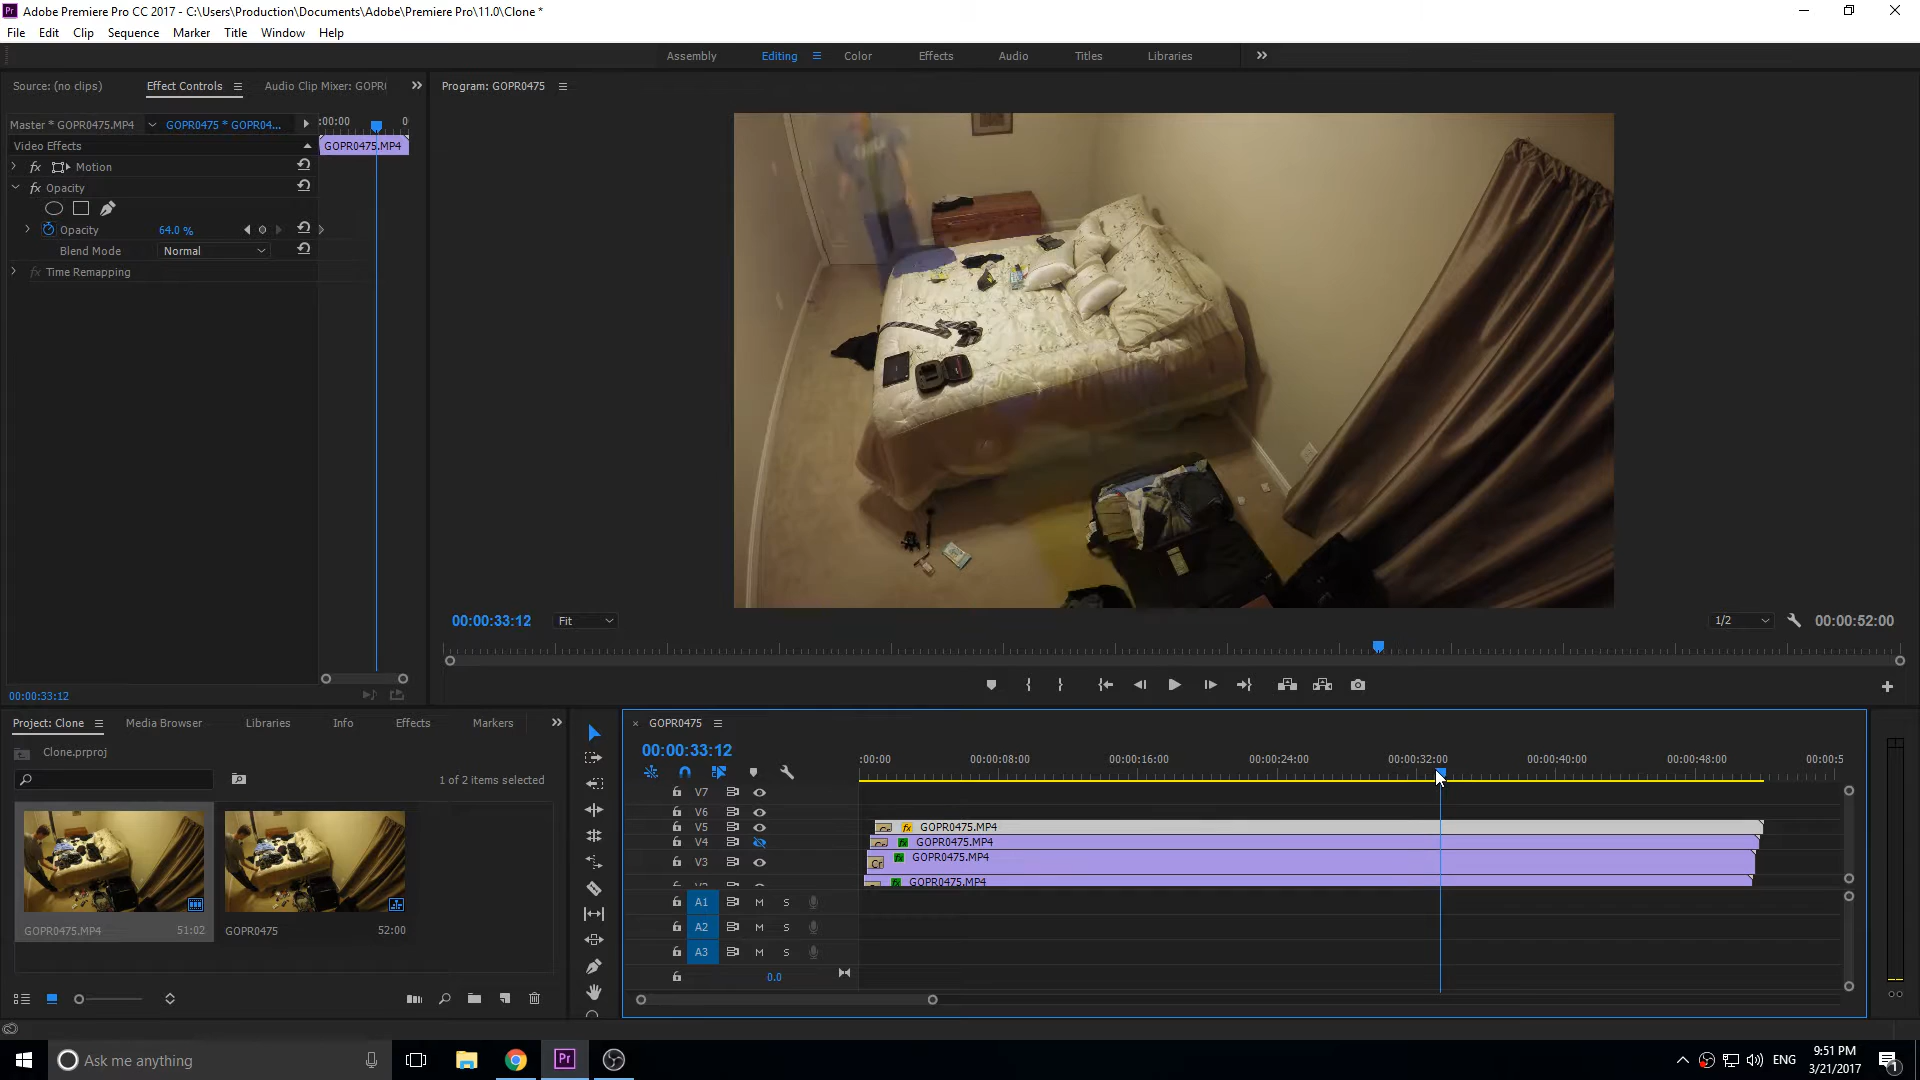 Adobe Premiere Pro CC 2017 - C:\Users\Production\Documents\Adobe\Premiere Pro\11.0\Clone *
File Edit Clip Sequence Marker Title Window Help
Assembly Editing Color Effects Audio Titles Libraries
Source: (no clips) Effect Controls Audio Clip Mixer: GOPR( Program: GOPR0475
Master * GOPR0475.MP4 GOPR0475 * GOPR04... :00:00 0
Video Effects GOPR0475.MP4
fx Motion
fx Opacity
Opacity 64.0 %
Blend Mode Normal
fx Time Remapping
00:00:33:12 Fit 1/2 00:00:52:00
00:00:33:12
Project: Clone Media Browser Libraries Info Effects Markers
Clone.prproj
1 of 2 items selected
GOPR0475.MP4 51:02 GOPR0475 52:00
GOPR0475
00:00:33:12
:00:00 00:00:08:00 00:00:16:00 00:00:24:00 00:00:32:00 00:00:40:00 00:00:48:00 00:00:5
V7
V6
V5 fx GOPR0475.MP4
V4 fx GOPR0475.MP4
V3 Cr fx GOPR0475.MP4
fx GOPR0475.MP4
A1 M S
A2 M S
A3 M S
0.0
Ask me anything Pr ENG 9:51 PM
3/21/2017 1